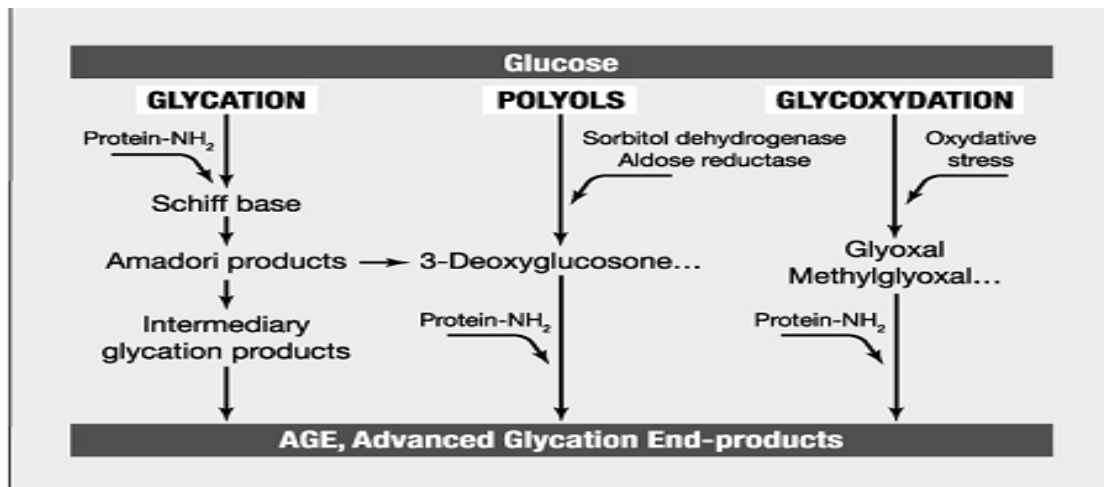 Glucose
GLYCATION
POLYOLS
GLYCOXYDATION
Protein-NH2
Sorbitol dehydrogenase
Aldose reductase
Oxydative
stress
Schiff base
Amadori products
3-Deoxyglucosone...
Glyoxal
Methylglyoxal...
Intermediary
glycation products
Protein-NH2
Protein-NH2
AGE, Advanced Glycation End-products